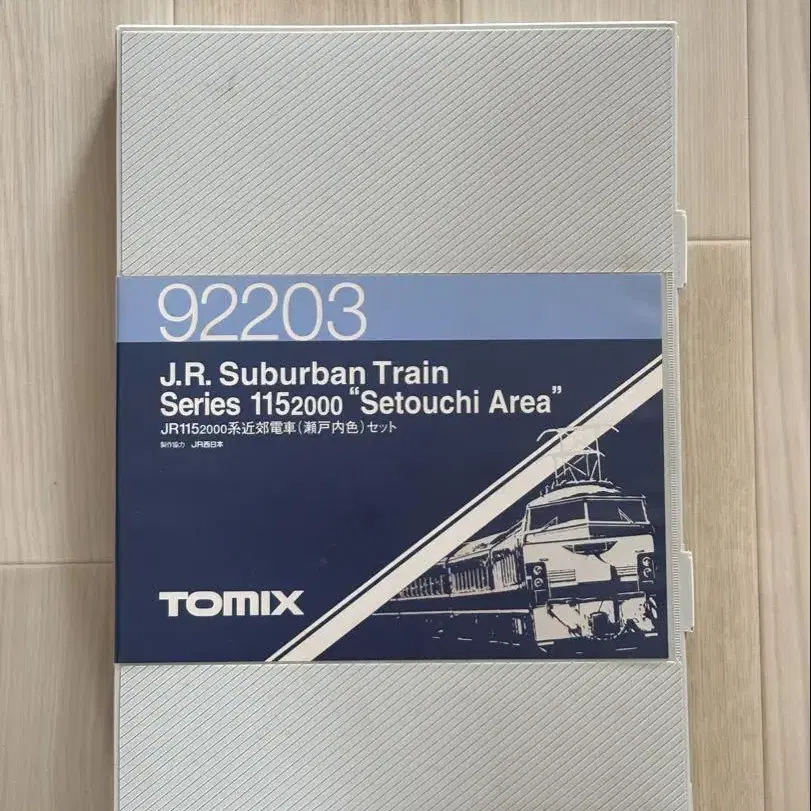 92203
J.R. Suburban Train
Series 1152000 "Setouchi Area"
JR1152000系近郊電車(瀬戸内色)セット
製作協力 JR西日本
TOMIX